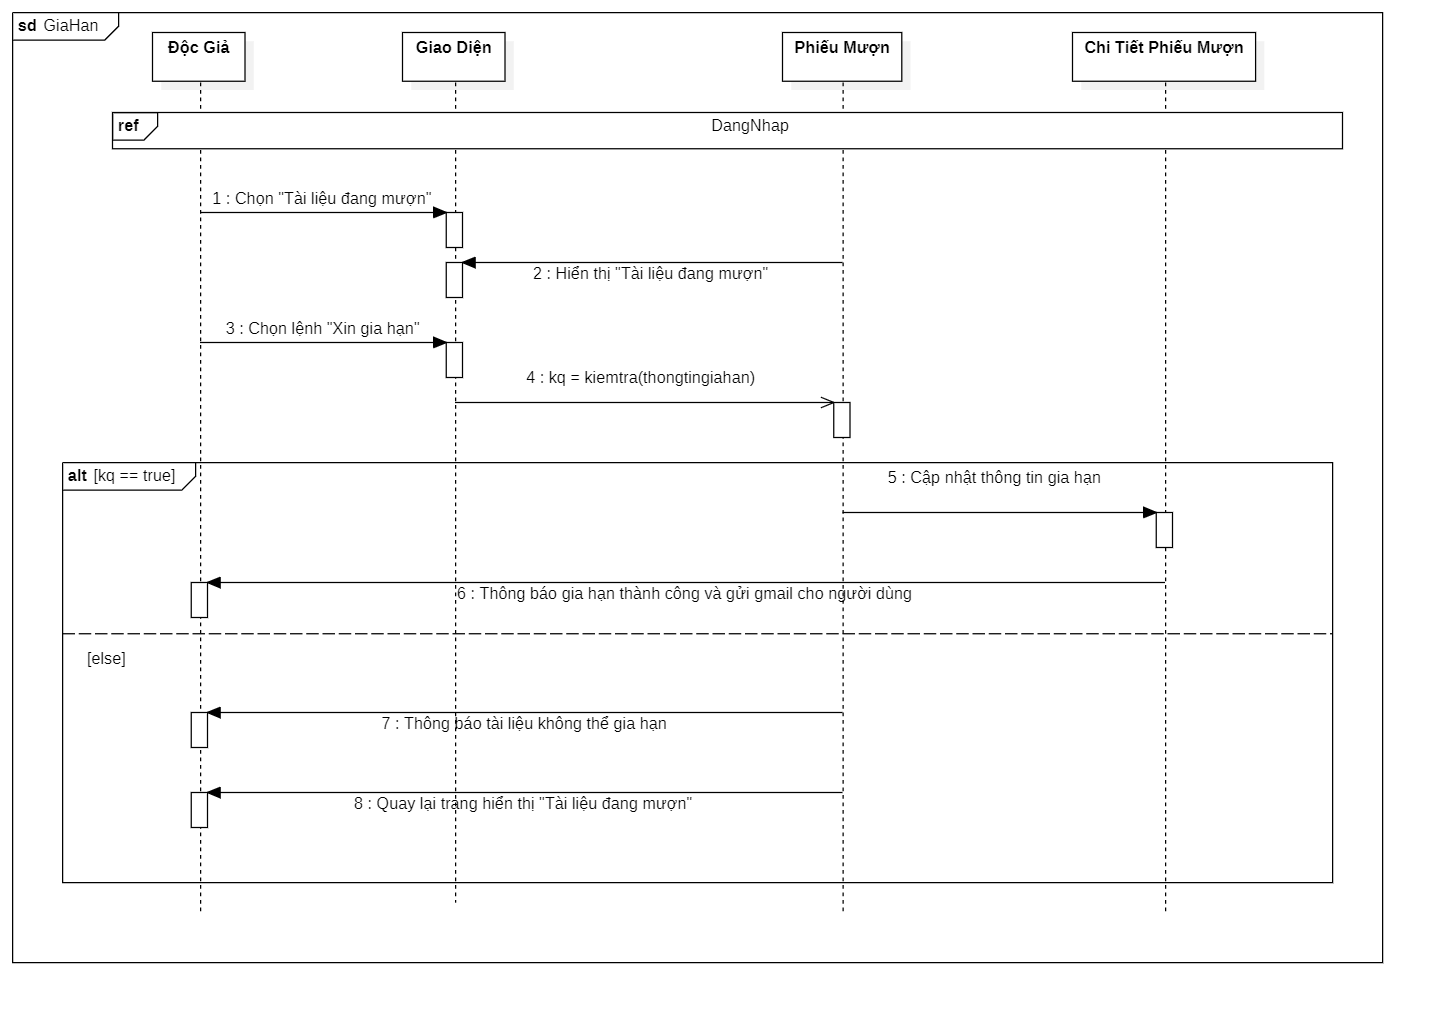 sd GiaHan
Độc Giả
Giao Diện
Phiếu Mượn
Chi Tiết Phiếu Mượn
ref
DangNhap
1 : Chọn "Tài liệu đang mượn"
2 : Hiển thị "Tài liệu đang mượn"
3 : Chọn lệnh "Xin gia hạn"
4 : kq = kiemtra(thongtingiahan)
alt [kq == true]
5 : Cập nhật thông tin gia hạn
6 : Thông báo gia hạn thành công và gửi gmail cho người dùng
[else]
7 : Thông báo tài liệu không thể gia hạn
8 : Quay lại trang hiển thị "Tài liệu đang mượn"